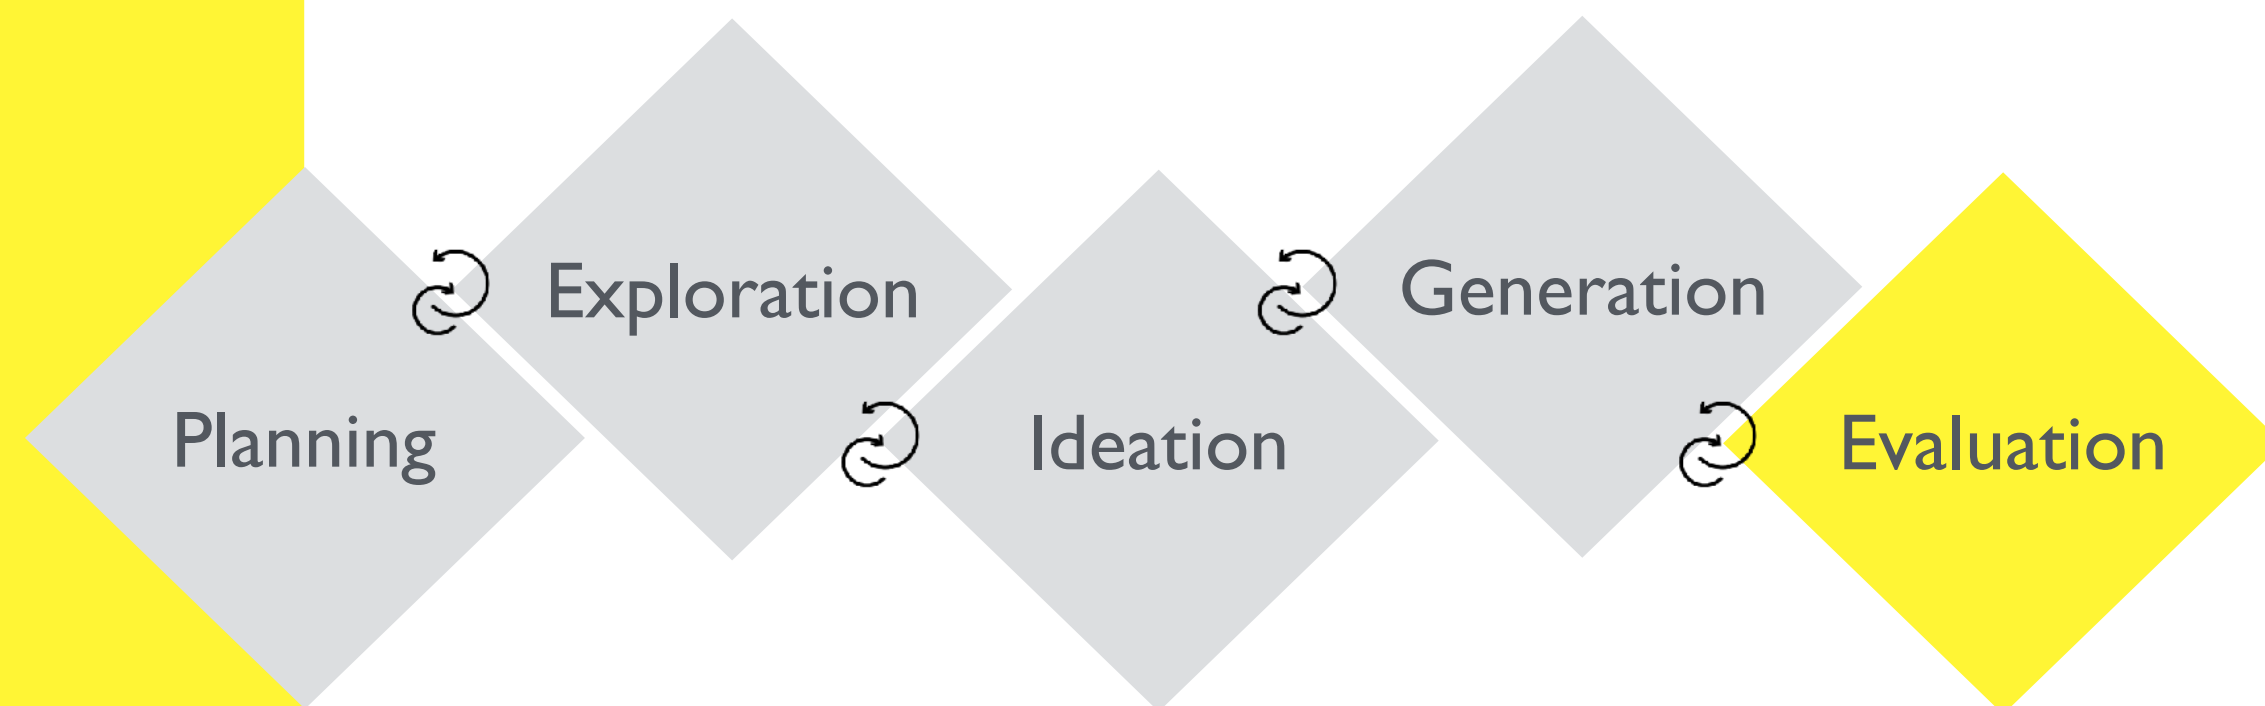 Planning
Exploration
Ideation
Generation
Evaluation